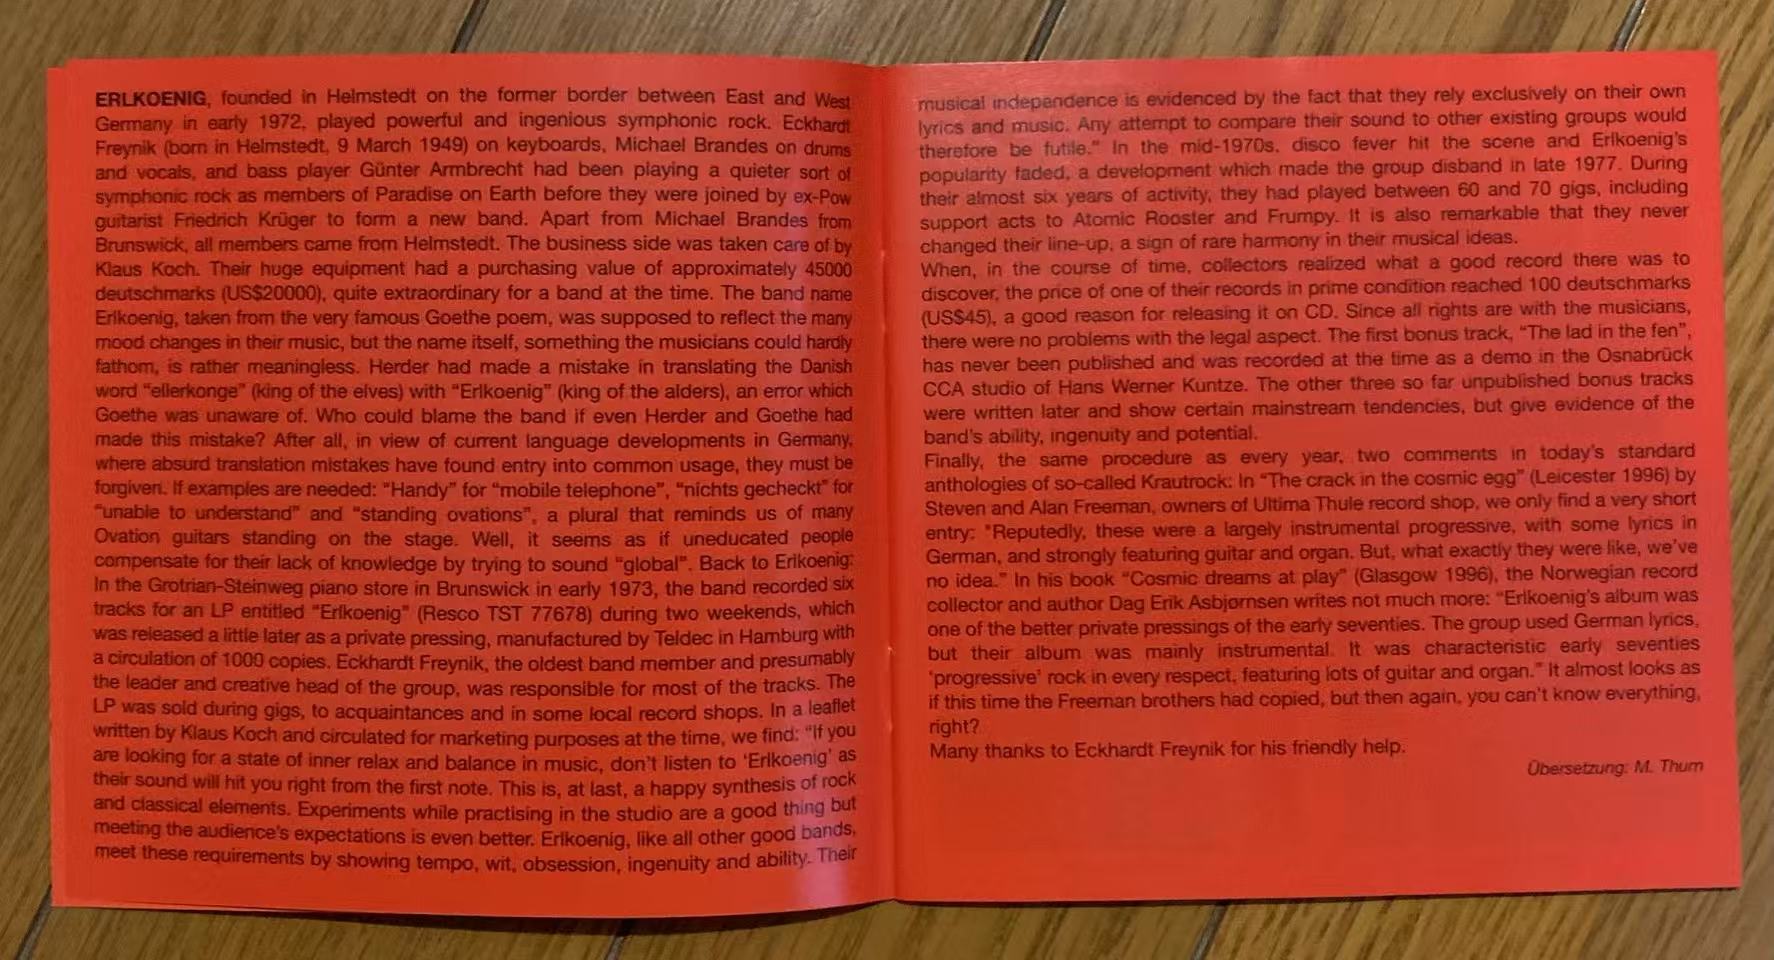 ERLKOENIG, founded in Helmstedt on the former border between East and West
Germany in early 1972, played powerful and ingenious symphonic rock. Eckhardt
Freynik (born in Helmstedt, 9 March 1949) on keyboards, Michael Brandes on drums
and vocals, and bass player Günter Armbrecht had been playing a quieter sort of
symphonic rock as members of Paradise on Earth before they were joined by ex-Pow
guitarist Friedrich Krüger to form a new band. Apart from Michael Brandes from
Brunswick, all members came from Helmstedt. The business side was taken care of by
Klaus Koch. Their huge equipment had a purchasing value of approximately 45000
deutschmarks (US$20000), quite extraordinary for a band at the time. The band name
Erlkoenig, taken from the very famous Goethe poem, was supposed to reflect the many
mood changes in their music, but the name itself, something the musicians could hardly
fathom, is rather meaningless. Herder had made a mistake in translating the Danish
word “ellerkonge” (king of the elves) with “Erlkoenig” (king of the alders), an error which
Goethe was unaware of. Who could blame the band if even Herder and Goethe had
made this mistake? After all, in view of current language developments in Germany,
where absurd translation mistakes have found entry into common usage, they must be
forgiven. If examples are needed: “Handy” for “mobile telephone”, “nichts gecheckt” for
“unable to understand” and “standing ovations”, a plural that reminds us of many
Ovation guitars standing on the stage. Well, it seems as if uneducated people
compensate for their lack of knowledge by trying to sound “global”. Back to Erlkoenig:
In the Grotrian-Steinweg piano store in Brunswick in early 1973, the band recorded six
tracks for an LP entitled “Erlkoenig” (Resco TST 77678) during two weekends, which
was released a little later as a private pressing, manufactured by Teldec in Hamburg with
a circulation of 1000 copies. Eckhardt Freynik, the oldest band member and presumably
the leader and creative head of the group, was responsible for most of the tracks. The
LP was sold during gigs, to acquaintances and in some local record shops. In a leaflet
written by Klaus Koch and circulated for marketing purposes at the time, we find: “If you
are looking for a state of inner relax and balance in music, don’t listen to ‘Erlkoenig’ as
their sound will hit you right from the first note. This is, at last, a happy synthesis of rock
and classical elements. Experiments while practising in the studio are a good thing but
meeting the audience’s expectations is even better. Erlkoenig, like all other good bands,
meet these requirements by showing tempo, wit, obsession, ingenuity and ability. Their
musical independence is evidenced by the fact that they rely exclusively on their own
lyrics and music. Any attempt to compare their sound to other existing groups would
therefore be futile.” In the mid-1970s, disco fever hit the scene and Erlkoenig’s
popularity faded, a development which made the group disband in late 1977. During
their almost six years of activity, they had played between 60 and 70 gigs, including
support acts to Atomic Rooster and Frumpy. It is also remarkable that they never
changed their line-up, a sign of rare harmony in their musical ideas.
When, in the course of time, collectors realized what a good record there was to
discover, the price of one of their records in prime condition reached 100 deutschmarks
(US$45), a good reason for releasing it on CD. Since all rights are with the musicians,
there were no problems with the legal aspect. The first bonus track, “The lad in the fen”,
has never been published and was recorded at the time as a demo in the Osnabrück
CCA studio of Hans Werner Kuntze. The other three so far unpublished bonus tracks
were written later and show certain mainstream tendencies, but give evidence of the
band’s ability, ingenuity and potential.
Finally, the same procedure as every year, two comments in today’s standard
anthologies of so-called Krautrock: In “The crack in the cosmic egg” (Leicester 1996) by
Steven and Alan Freeman, owners of Ultima Thule record shop, we only find a very short
entry: “Reputedly, these were a largely instrumental progressive, with some lyrics in
German, and strongly featuring guitar and organ. But, what exactly they were like, we’ve
no idea.” In his book “Cosmic dreams at play” (Glasgow 1996), the Norwegian record
collector and author Dag Erik Asbjørnsen writes not much more: “Erlkoenig’s album was
one of the better private pressings of the early seventies. The group used German lyrics,
but their album was mainly instrumental. It was characteristic early seventies
‘progressive’ rock in every respect, featuring lots of guitar and organ.” It almost looks as
if this time the Freeman brothers had copied, but then again, you can’t know everything,
right?
Many thanks to Eckhardt Freynik for his friendly help.
Übersetzung: M. Thurn